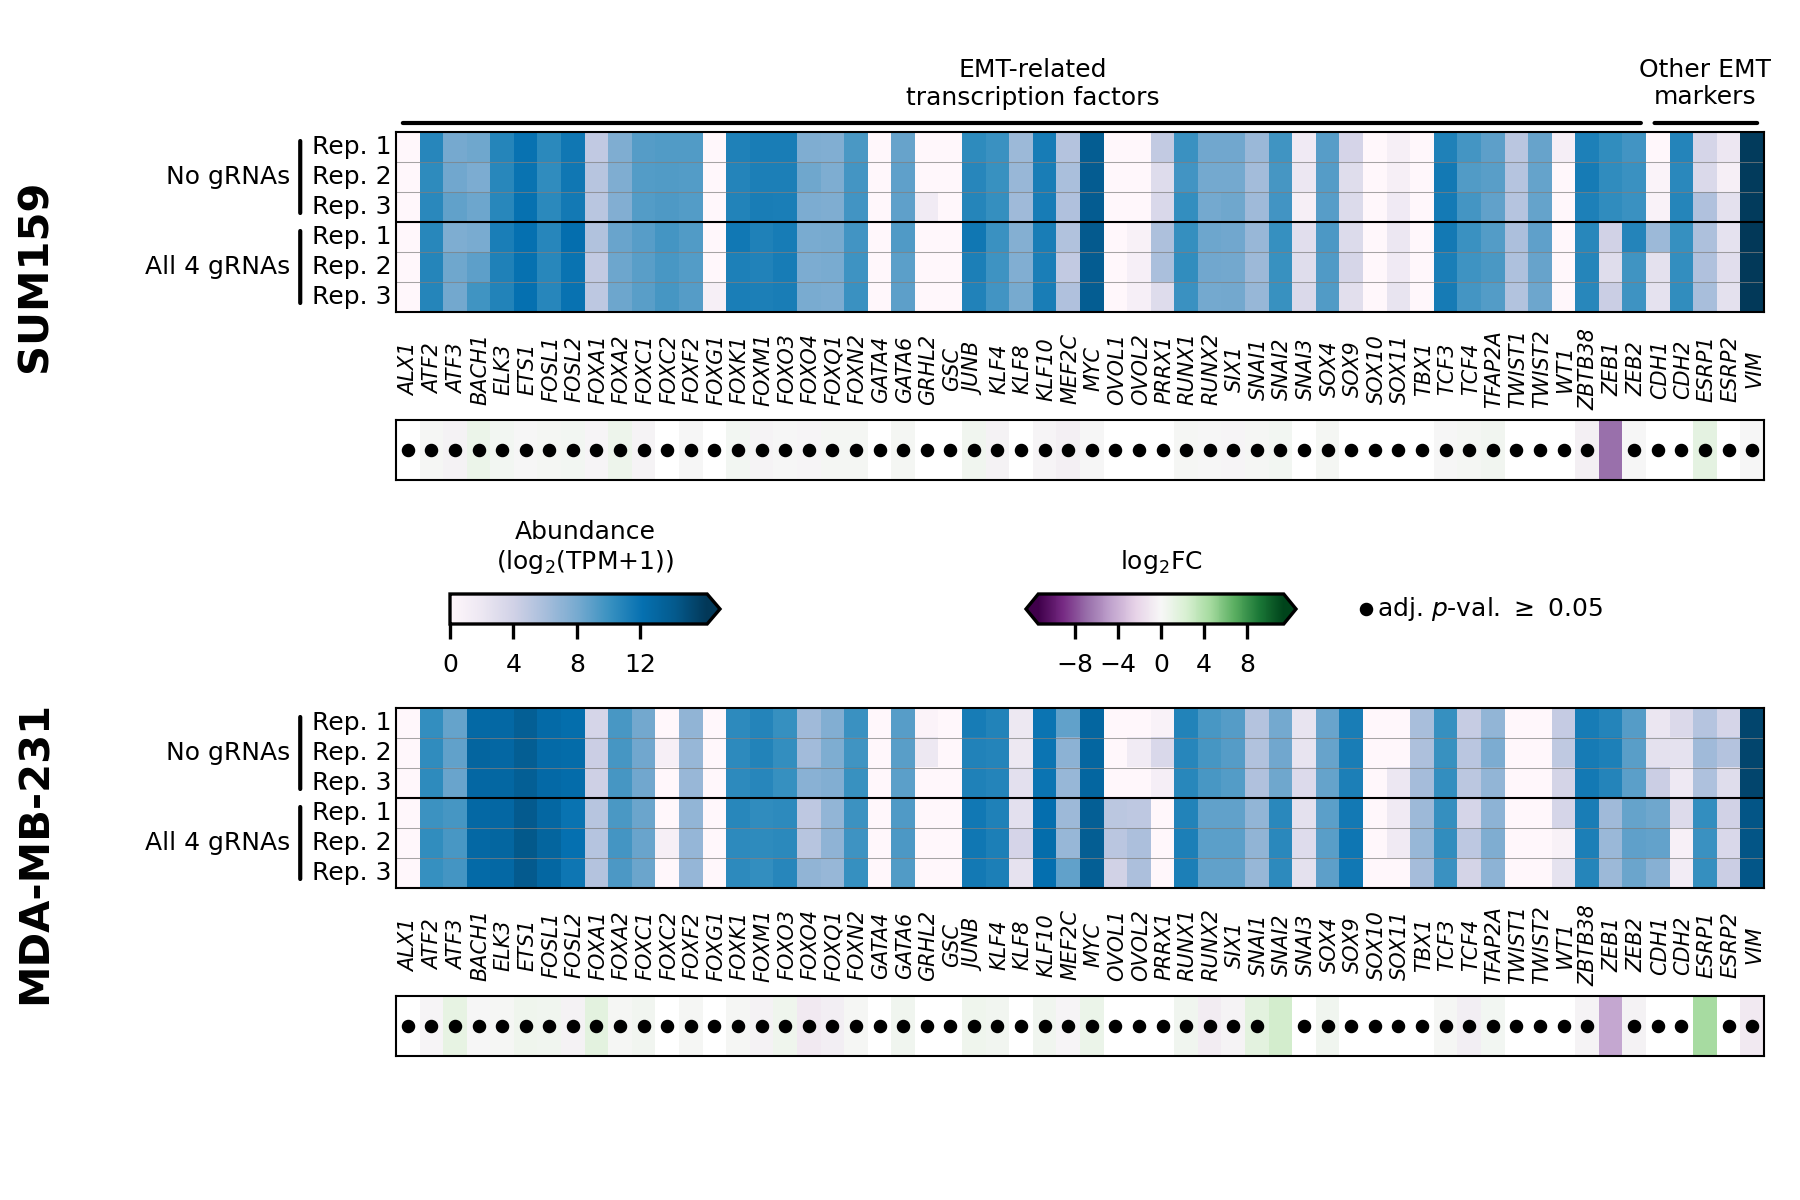 EMT-related
transcription factors
Other EMT
markers
SUM159
No gRNAs
Rep. 1
Rep. 2
Rep. 3
All 4 gRNAs
Rep. 1
Rep. 2
Rep. 3
ALX1 ATF2 ATF3 BACH1 ELK3 ETS1 FOSL1 FOSL2 FOXA1 FOXA2 FOXC1 FOXC2 FOXF2 FOXG1 FOXK1 FOXM1 FOXO3 FOXO4 FOXQ1 FOXN2 GATA4 GATA6 GRHL2 GSC JUNB KLF4 KLF8 KLF10 MEF2C MYC OVOL1 OVOL2 PRRX1 RUNX1 RUNX2 SIX1 SNAI1 SNAI2 SNAI3 SOX4 SOX9 SOX10 SOX11 TBX1 TCF3 TCF4 TFAP2A TWIST1 TWIST2 WT1 ZBTB38 ZEB1 ZEB2 CDH1 CDH2 ESRP1 ESRP2 VIM
Abundance
(log₂(TPM+1))
0 4 8 12
log₂FC
−8 −4 0 4 8
adj. p-val. ≥ 0.05
MDA-MB-231
No gRNAs
Rep. 1
Rep. 2
Rep. 3
All 4 gRNAs
Rep. 1
Rep. 2
Rep. 3
ALX1 ATF2 ATF3 BACH1 ELK3 ETS1 FOSL1 FOSL2 FOXA1 FOXA2 FOXC1 FOXC2 FOXF2 FOXG1 FOXK1 FOXM1 FOXO3 FOXO4 FOXQ1 FOXN2 GATA4 GATA6 GRHL2 GSC JUNB KLF4 KLF8 KLF10 MEF2C MYC OVOL1 OVOL2 PRRX1 RUNX1 RUNX2 SIX1 SNAI1 SNAI2 SNAI3 SOX4 SOX9 SOX10 SOX11 TBX1 TCF3 TCF4 TFAP2A TWIST1 TWIST2 WT1 ZBTB38 ZEB1 ZEB2 CDH1 CDH2 ESRP1 ESRP2 VIM